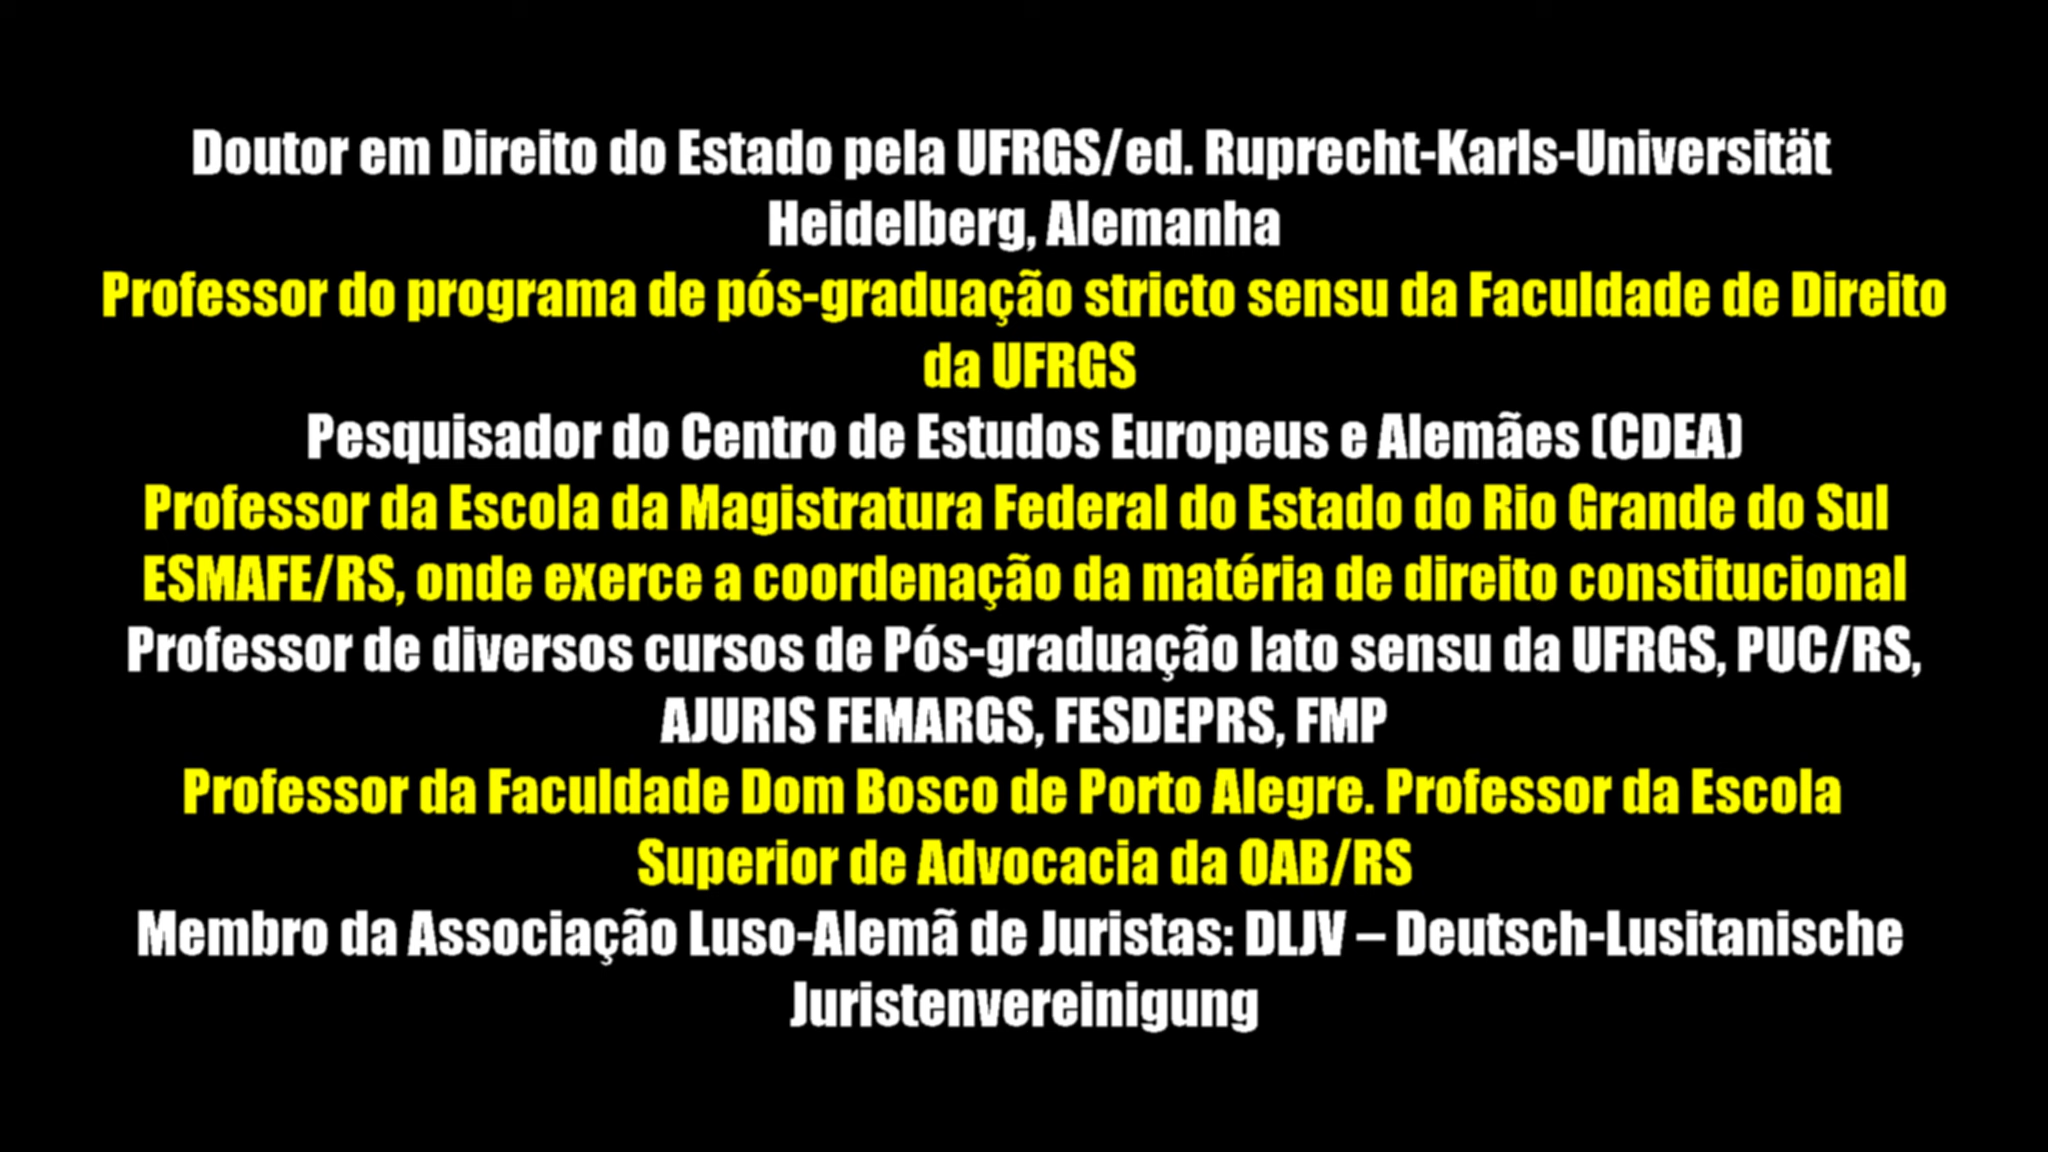 Doutor em Direito do Estado pela UFRGS/ed. Ruprecht-Karls-Universität
Heidelberg, Alemanha
Professor do programa de pós-graduação stricto sensu da Faculdade de Direito
da UFRGS
Pesquisador do Centro de Estudos Europeus e Alemães (CDEA)
Professor da Escola da Magistratura Federal do Estado do Rio Grande do Sul
ESMAFE/RS, onde exerce a coordenação da matéria de direito constitucional
Professor de diversos cursos de Pós-graduação lato sensu da UFRGS, PUC/RS,
AJURIS FEMARGS, FESDEPRS, FMP
Professor da Faculdade Dom Bosco de Porto Alegre. Professor da Escola
Superior de Advocacia da OAB/RS
Membro da Associação Luso-Alemã de Juristas: DLJV – Deutsch-Lusitanische
Juristenvereinigung